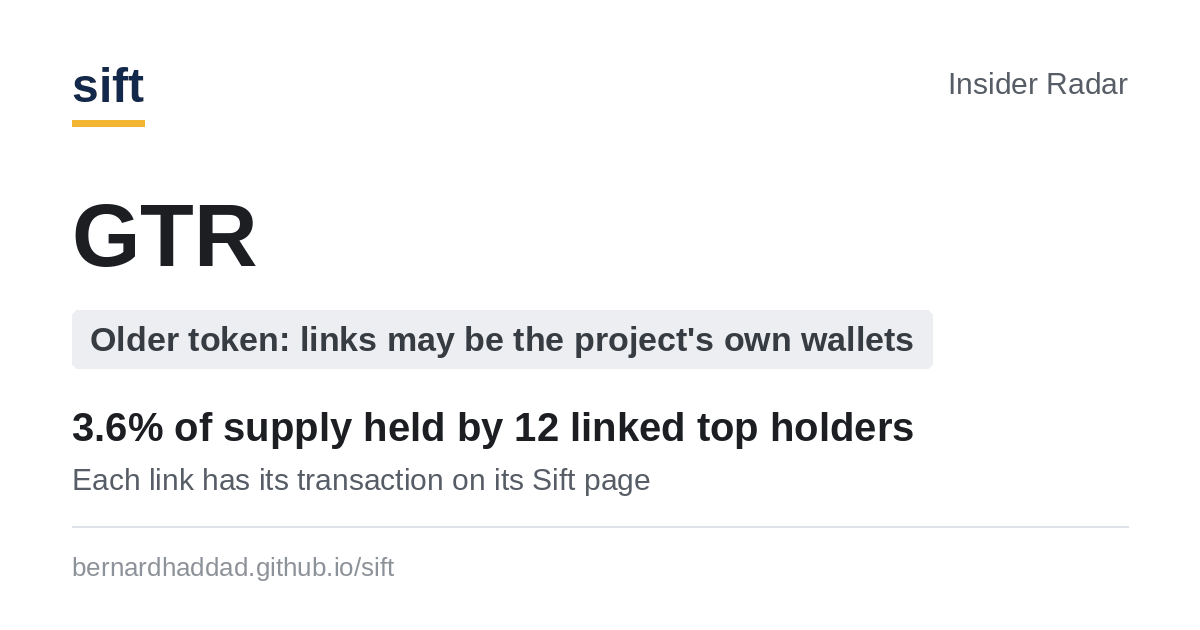 sift
Insider Radar
GTR
Older token: links may be the project's own wallets
3.6% of supply held by 12 linked top holders
Each link has its transaction on its Sift page
bernardhaddad.github.io/sift